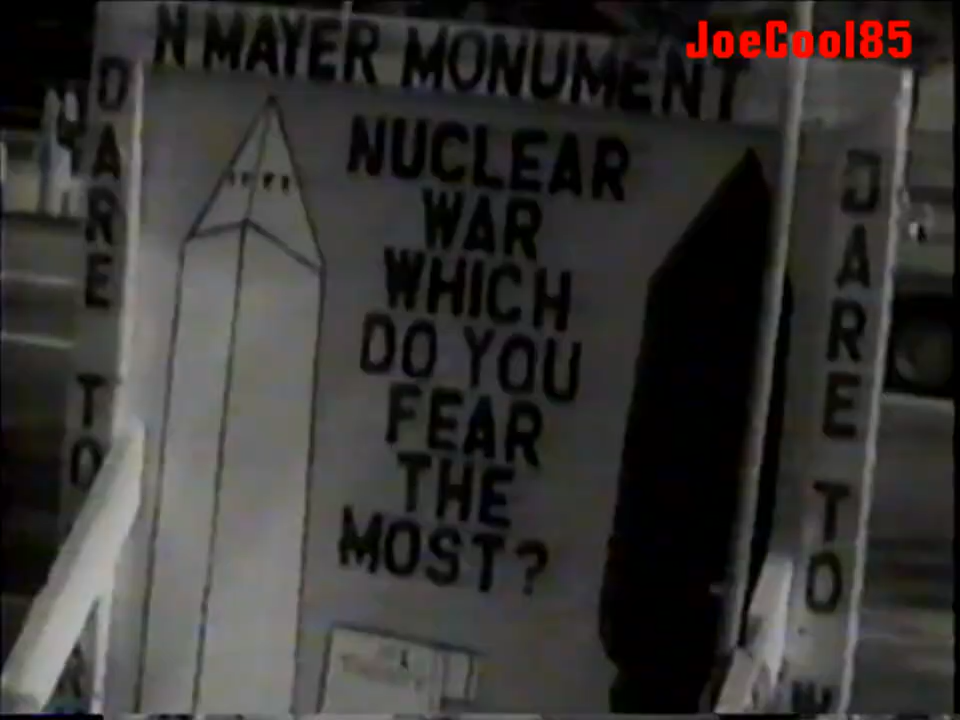 JoeCool85
N MAYER MONUMENT
NUCLEAR
WAR
WHICH
DO YOU
FEAR
THE
MOST?
DARE TO
DARE TO